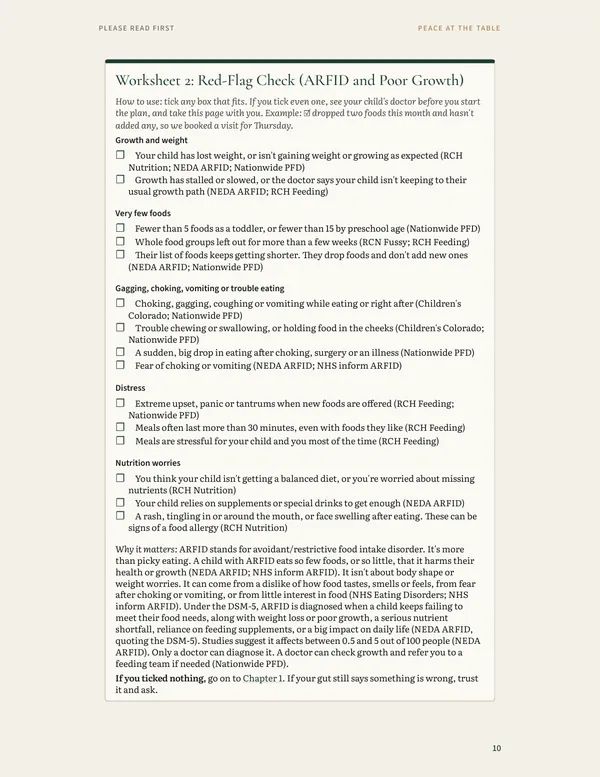 PLEASE READ FIRST
PEACE AT THE TABLE
Worksheet 2: Red-Flag Check (ARFID and Poor Growth)
How to use: tick any box that fits. If you tick even one, see your child's doctor before you start
the plan, and take this page with you. Example: ☑ dropped two foods this month and hasn't
added any, so we booked a visit for Thursday.
Growth and weight
☐ Your child has lost weight, or isn't gaining weight or growing as expected (RCH
Nutrition; NEDA ARFID; Nationwide PFD)
☐ Growth has stalled or slowed, or the doctor says your child isn't keeping to their
usual growth path (NEDA ARFID; RCH Feeding)
Very few foods
☐ Fewer than 5 foods as a toddler, or fewer than 15 by preschool age (Nationwide PFD)
☐ Whole food groups left out for more than a few weeks (RCN Fussy; RCH Feeding)
☐ Their list of foods keeps getting shorter. They drop foods and don't add new ones
(NEDA ARFID; Nationwide PFD)
Gagging, choking, vomiting or trouble eating
☐ Choking, gagging, coughing or vomiting while eating or right after (Children's
Colorado; Nationwide PFD)
☐ Trouble chewing or swallowing, or holding food in the cheeks (Children's Colorado;
Nationwide PFD)
☐ A sudden, big drop in eating after choking, surgery or an illness (Nationwide PFD)
☐ Fear of choking or vomiting (NEDA ARFID; NHS inform ARFID)
Distress
☐ Extreme upset, panic or tantrums when new foods are offered (RCH Feeding;
Nationwide PFD)
☐ Meals often last more than 30 minutes, even with foods they like (RCH Feeding)
☐ Meals are stressful for your child and you most of the time (RCH Feeding)
Nutrition worries
☐ You think your child isn't getting a balanced diet, or you're worried about missing
nutrients (RCH Nutrition)
☐ Your child relies on supplements or special drinks to get enough (NEDA ARFID)
☐ A rash, tingling in or around the mouth, or face swelling after eating. These can be
signs of a food allergy (RCH Nutrition)
Why it matters: ARFID stands for avoidant/restrictive food intake disorder. It's more
than picky eating. A child with ARFID eats so few foods, or so little, that it harms their
health or growth (NEDA ARFID; NHS inform ARFID). It isn't about body shape or
weight worries. It can come from a dislike of how food tastes, smells or feels, from fear
after choking or vomiting, or from little interest in food (NHS Eating Disorders; NHS
inform ARFID). Under the DSM-5, ARFID is diagnosed when a child keeps failing to
meet their food needs, along with weight loss or poor growth, a serious nutrient
shortfall, reliance on feeding supplements, or a big impact on daily life (NEDA ARFID,
quoting the DSM-5). Studies suggest it affects between 0.5 and 5 out of 100 people (NEDA
ARFID). Only a doctor can diagnose it. A doctor can check growth and refer you to a
feeding team if needed (Nationwide PFD).
If you ticked nothing, go on to Chapter 1. If your gut still says something is wrong, trust
it and ask.
10